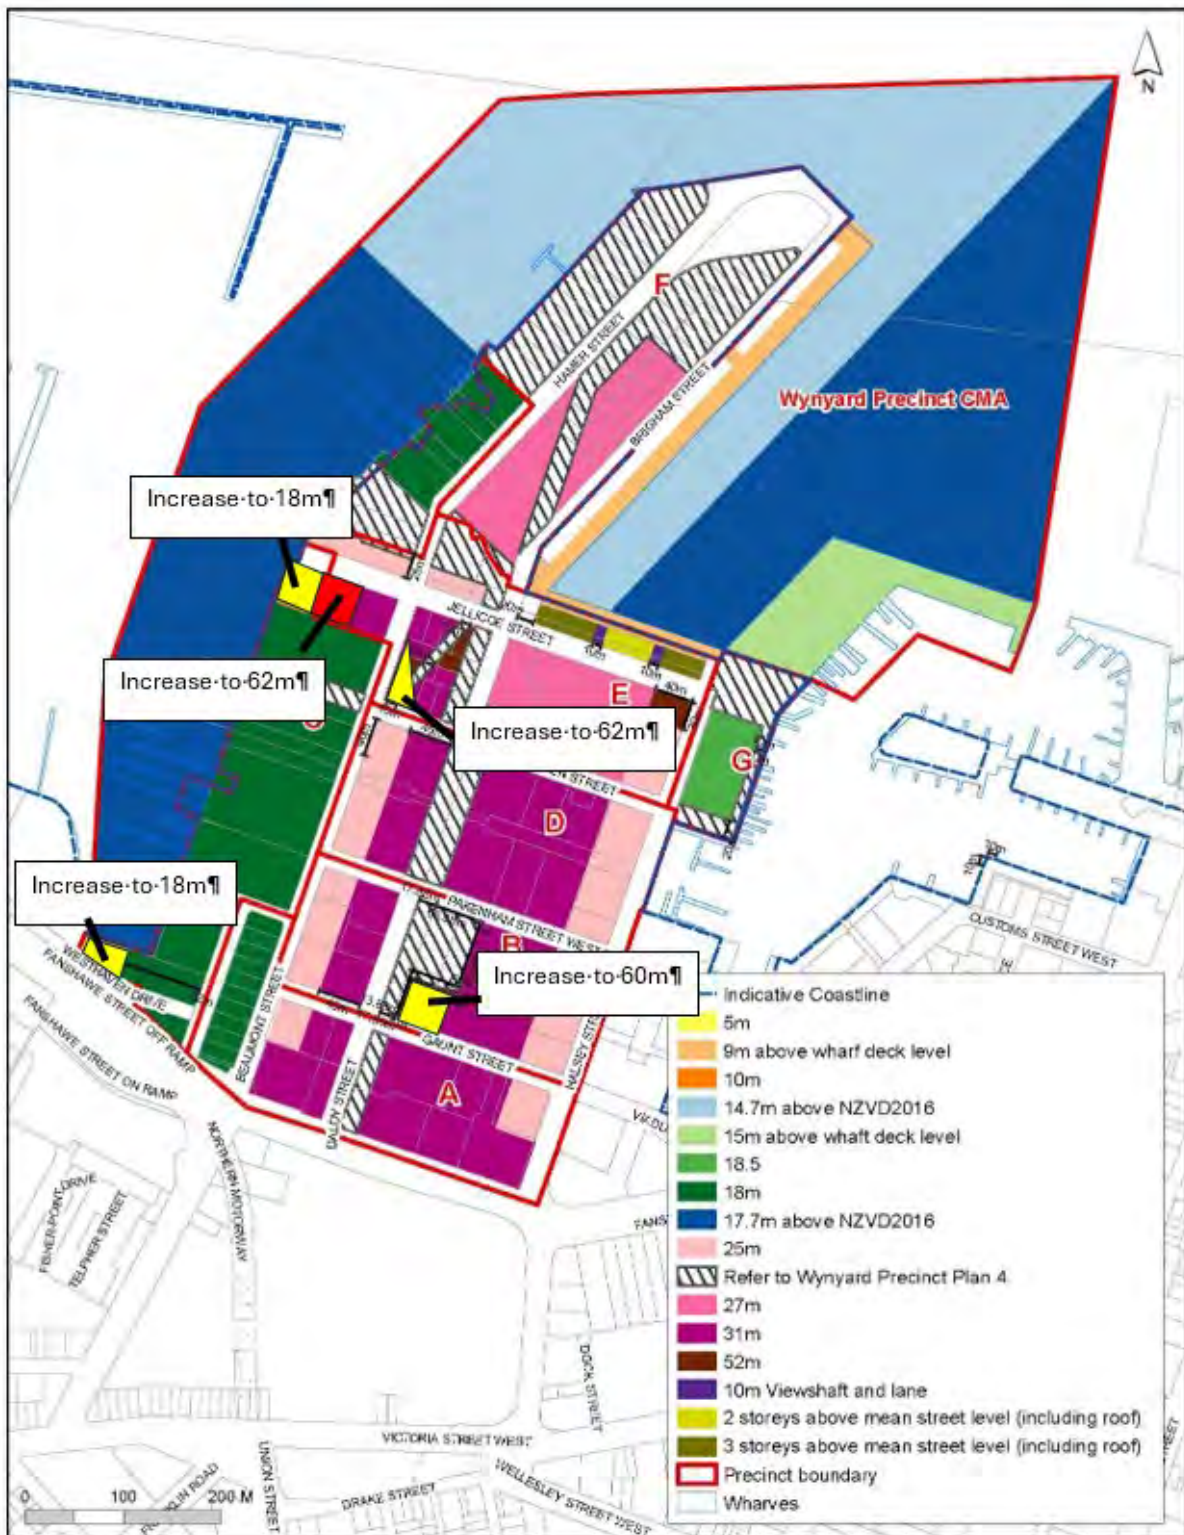 N
F
HAMER STREET
BRIGHAM STREET
Wynyard Precinct CMA
Increase·to·18m¶
JELLICOE STREET
10m
10m
40m
Increase·to·62m¶
E
Increase·to·62m¶
G
STREET
D
Increase·to·18m¶
PAKENHAM STREET WEST
B
CUSTOMS STREET WEST
WESTHAVEN DRIVE
FANSHAWE STREET OFF RAMP
FANSHAWE STREET ON RAMP
BEAUMONT STREET
Increase·to·60m¶
GAUNT STREET
DALDY STREET
A
NORTHERN MOTORWAY
FISHER-POINT DRIVE
TELPHER STREET
Indicative Coastline
5m
9m above wharf deck level
10m
14.7m above NZVD2016
15m above whaft deck level
18.5
18m
17.7m above NZVD2016
25m
Refer to Wynyard Precinct Plan 4
27m
31m
52m
10m Viewshaft and lane
2 storeys above mean street level (including roof)
3 storeys above mean street level (including roof)
Precinct boundary
Wharves
DOCK STREET
VICTORIA STREET WEST
UNION STREET
DRAKE STREET
WELLESLEY STREET WEST
ROAD
0 100 200 M